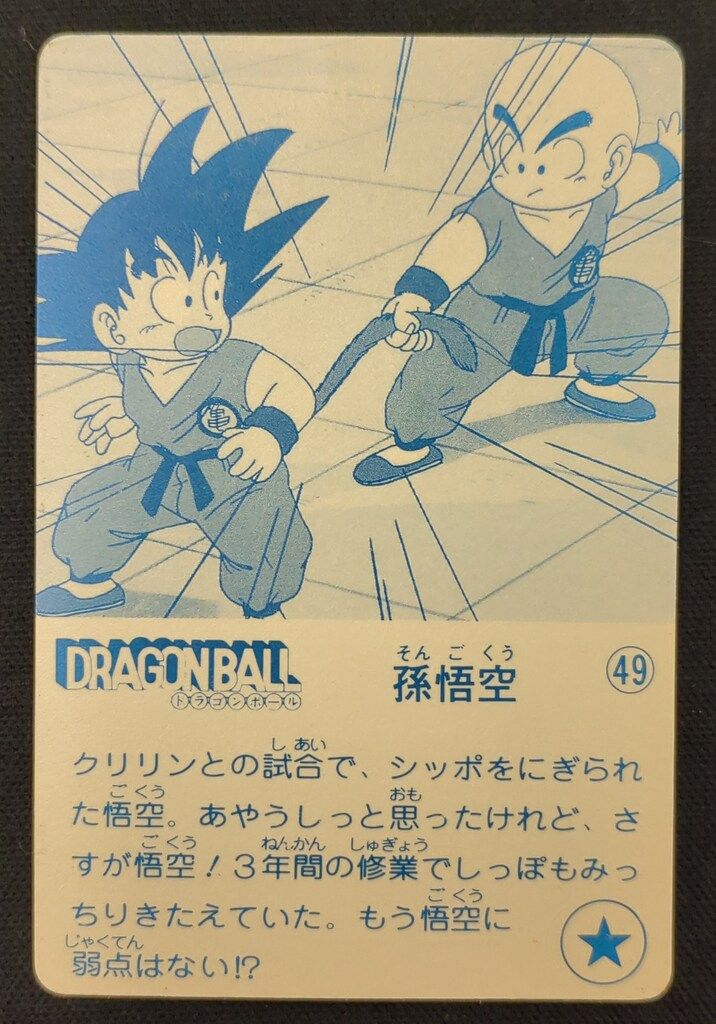 亀
亀
DRAGON BALL
ドラゴンボール
そんごくう
孫悟空
49
しあい
クリリンとの試合で、シッポをにぎられ
ごくう おも
た悟空。あやうしっと思ったけれど、さ
ごくう ねんかん しゅぎょう
すが悟空!3年間の修業でしっぽもみっ
ごくう
ちりきたえていた。もう悟空に
じゃくてん
弱点はない!?